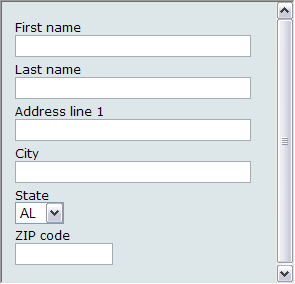 First name
Last name
Address line 1
City
State
AL
ZIP code